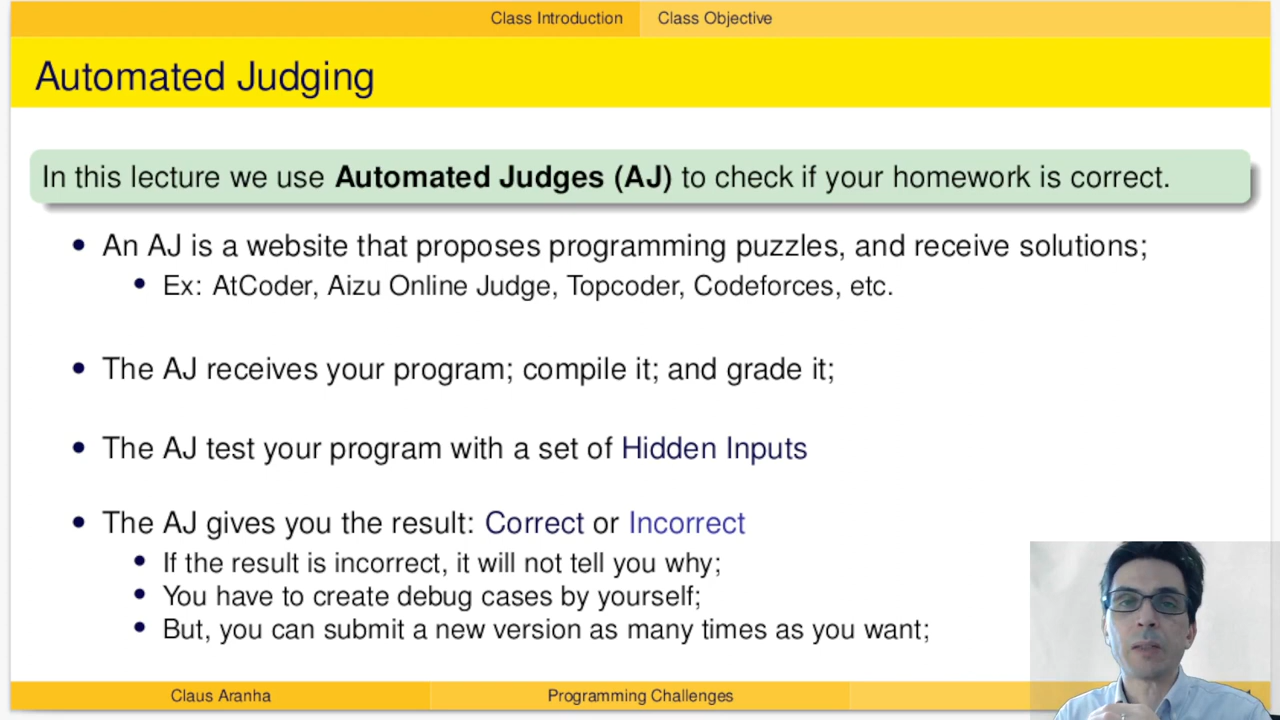 Class Introduction Class Objective
Automated Judging
In this lecture we use Automated Judges (AJ) to check if your homework is correct.
• An AJ is a website that proposes programming puzzles, and receive solutions;
• Ex: AtCoder, Aizu Online Judge, Topcoder, Codeforces, etc.
• The AJ receives your program; compile it; and grade it;
• The AJ test your program with a set of Hidden Inputs
• The AJ gives you the result: Correct or Incorrect
• If the result is incorrect, it will not tell you why;
• You have to create debug cases by yourself;
• But, you can submit a new version as many times as you want;
Claus Aranha Programming Challenges